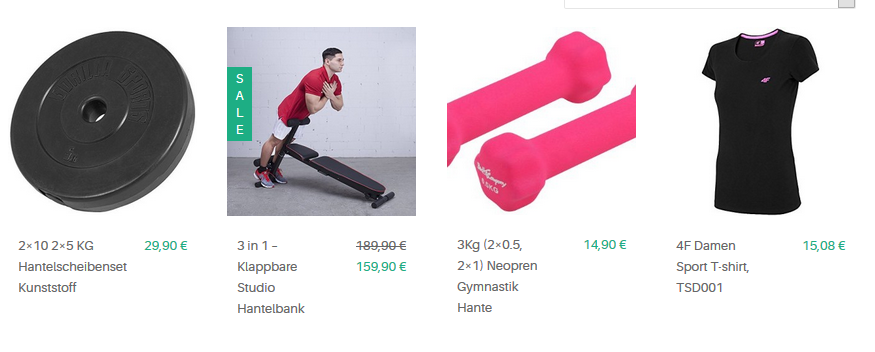 S
A
L
E
2×10 2×5 KG
Hantelscheibenset
Kunststoff
29,90 €
3 in 1 –
Klappbare
Studio
Hantelbank
189,90 €
159,90 €
3Kg (2×0.5,
2×1) Neopren
Gymnastik
Hante
14,90 €
4F Damen
Sport T-shirt,
TSD001
15,08 €